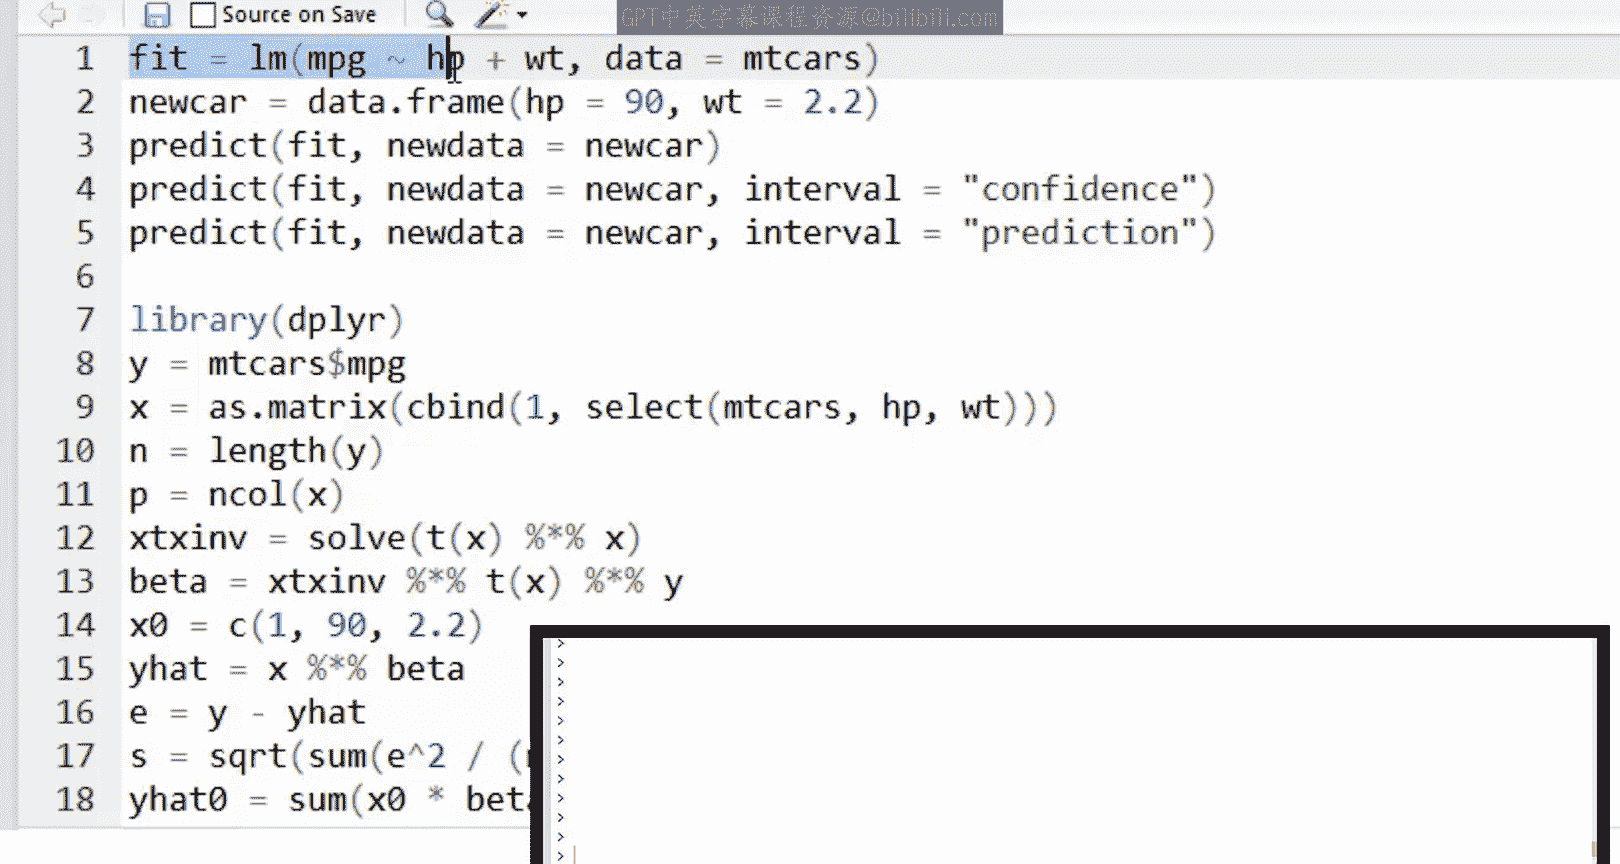 Source on Save
GPT中英字幕课程资源@bilibili.com
1 fit = lm(mpg ~ hp + wt, data = mtcars)
2 newcar = data.frame(hp = 90, wt = 2.2)
3 predict(fit, newdata = newcar)
4 predict(fit, newdata = newcar, interval = "confidence")
5 predict(fit, newdata = newcar, interval = "prediction")
6
7 library(dplyr)
8 y = mtcars$mpg
9 x = as.matrix(cbind(1, select(mtcars, hp, wt)))
10 n = length(y)
11 p = ncol(x)
12 xtxinv = solve(t(x) %*% x)
13 beta = xtxinv %*% t(x) %*% y
14 x0 = c(1, 90, 2.2)
15 yhat = x %*% beta
16 e = y - yhat
17 s = sqrt(sum(e^2 / (
18 yhat0 = sum(x0 * bet
>
>
>
>
>
>
>
>
>
>
>
>